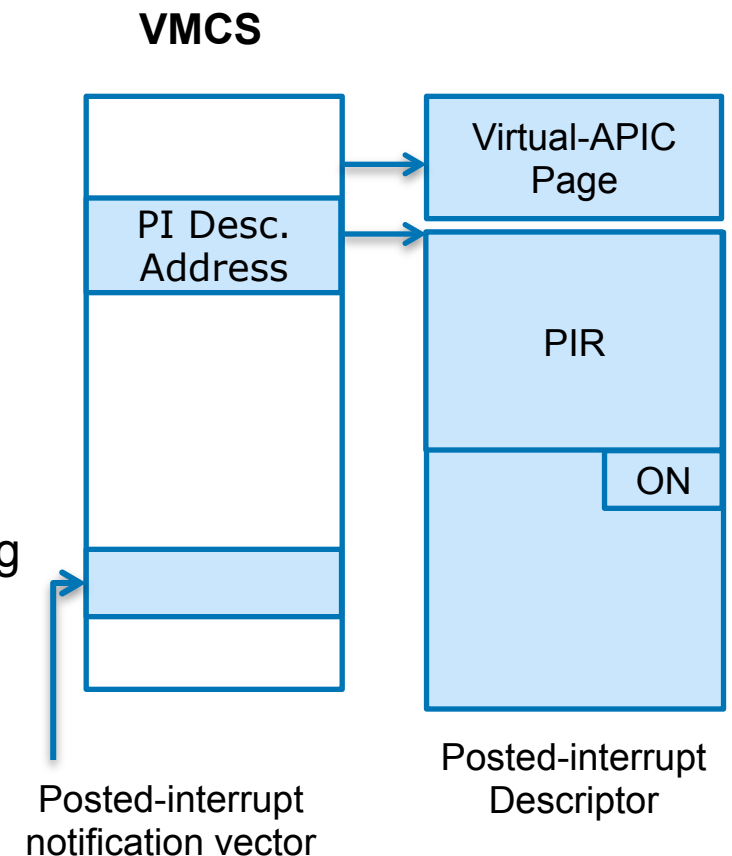 VMCS
Virtual-APIC
Page
PI Desc.
Address
PIR
ON
g
Posted-interrupt
Descriptor
Posted-interrupt
notification vector